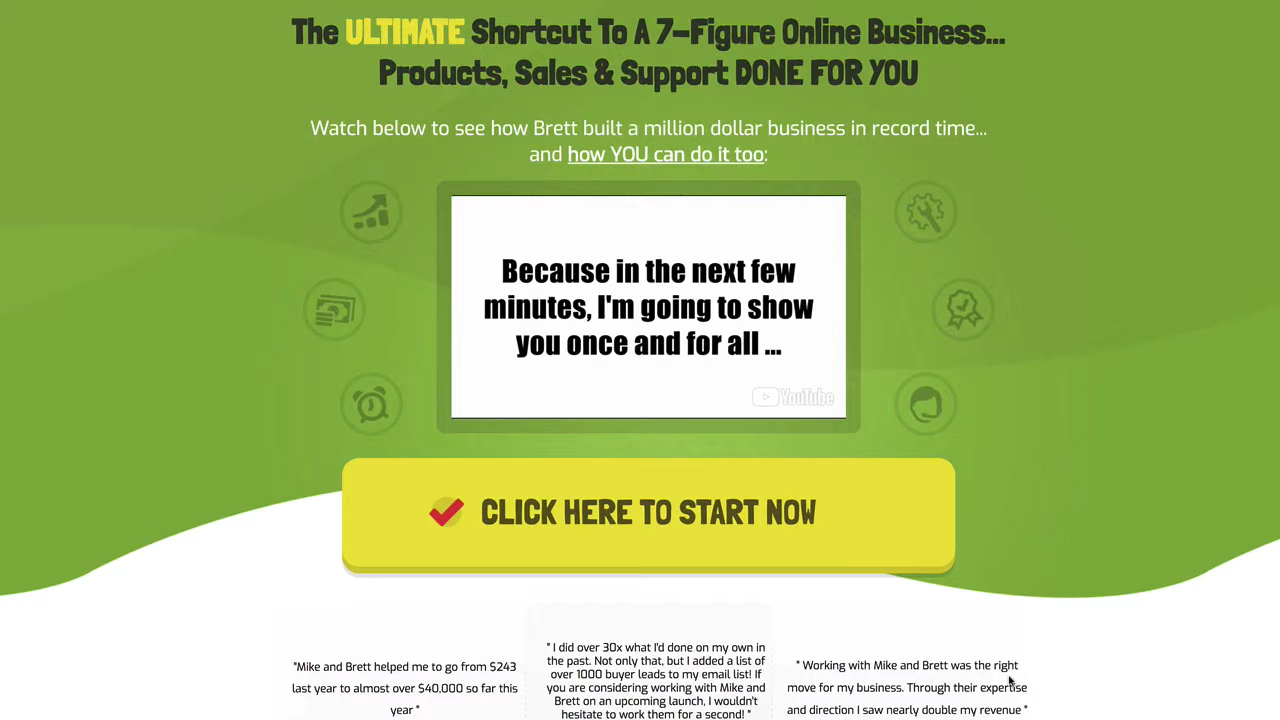 The ULTIMATE Shortcut To A 7-Figure Online Business...
Products, Sales & Support DONE FOR YOU
Watch below to see how Brett built a million dollar business in record time...
and how YOU can do it too:
Because in the next few
minutes, I'm going to show
you once and for all ...
YouTube
CLICK HERE TO START NOW
"Mike and Brett helped me to go from $243
last year to almost over $40,000 so far this
year "
" I did over 30x what I'd done on my own in
the past. Not only that, but I added a list of
over 1000 buyer leads to my email list! If
you are considering working with Mike and
Brett on an upcoming launch, I wouldn't
hesitate to work them for a second! "
" Working with Mike and Brett was the right
move for my business. Through their expertise
and direction I saw nearly double my revenue "